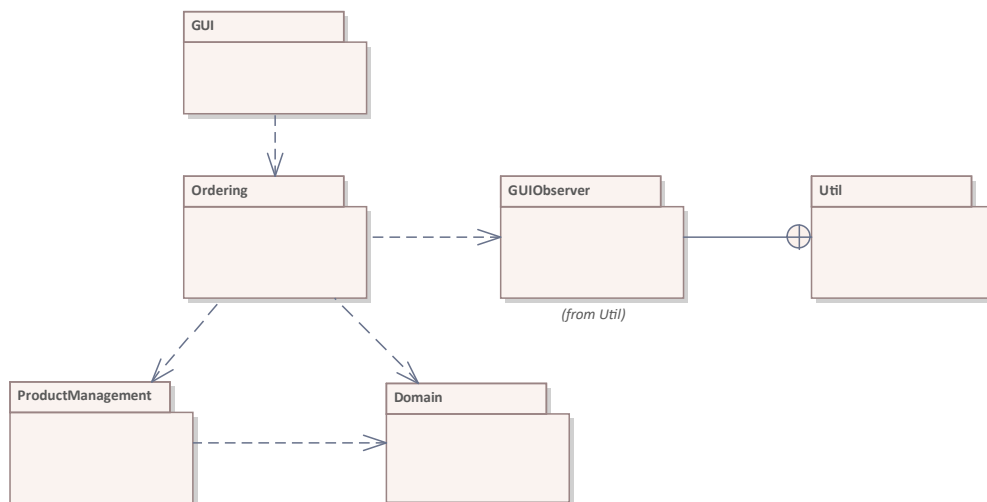 GUI
Ordering
GUIObserver
Util
(from Util)
ProductManagement
Domain